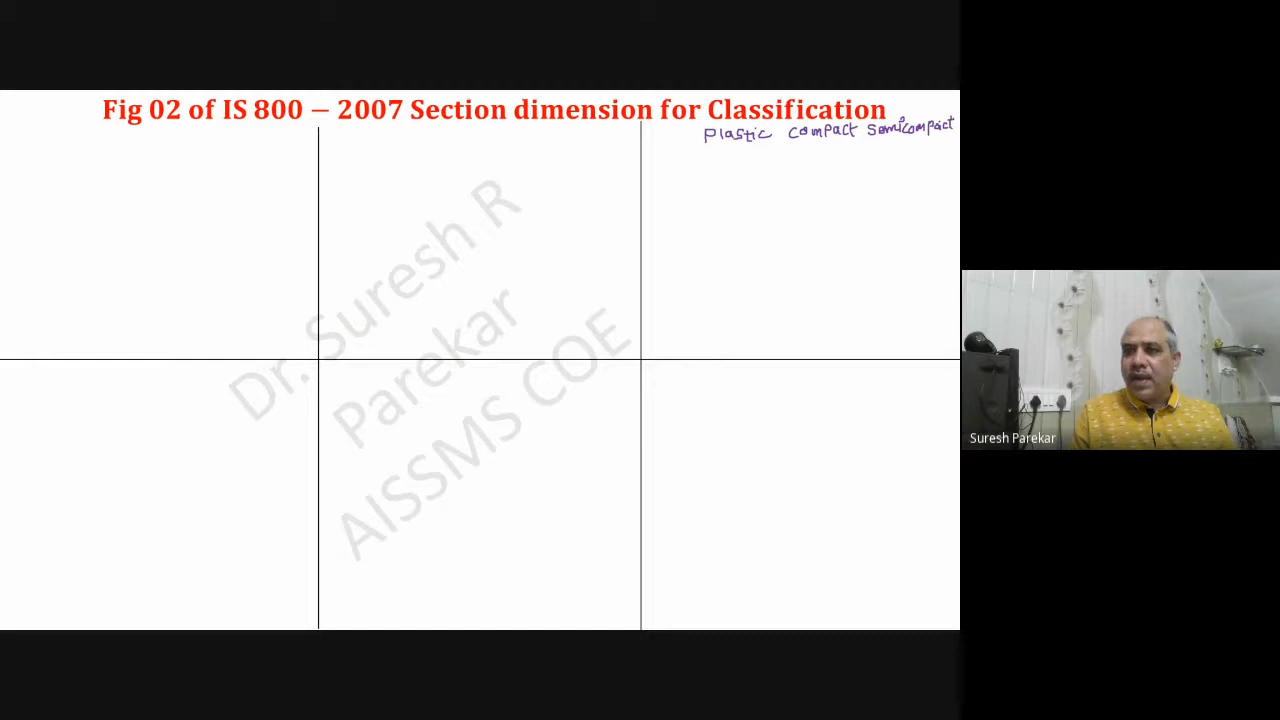 Fig 02 of IS 800 − 2007 Section dimension for Classification
Plastic compact semicompact
Dr. Suresh R
Parekar
AISSMS COE
Suresh Parekar